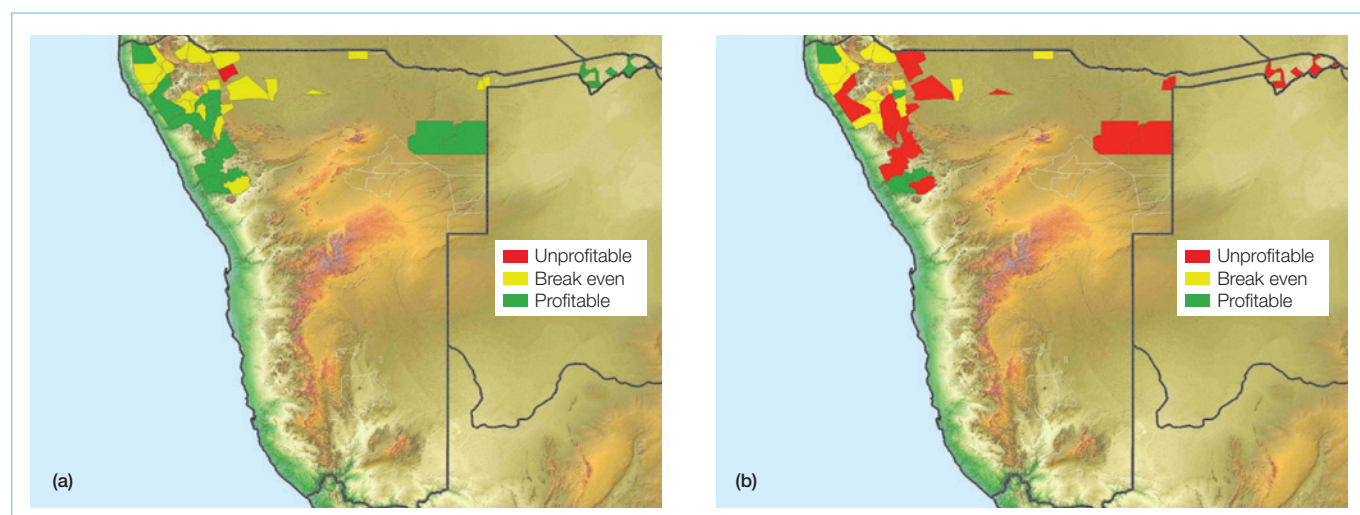 Unprofitable
Break even
Profitable
(a)
Unprofitable
Break even
Profitable
(b)